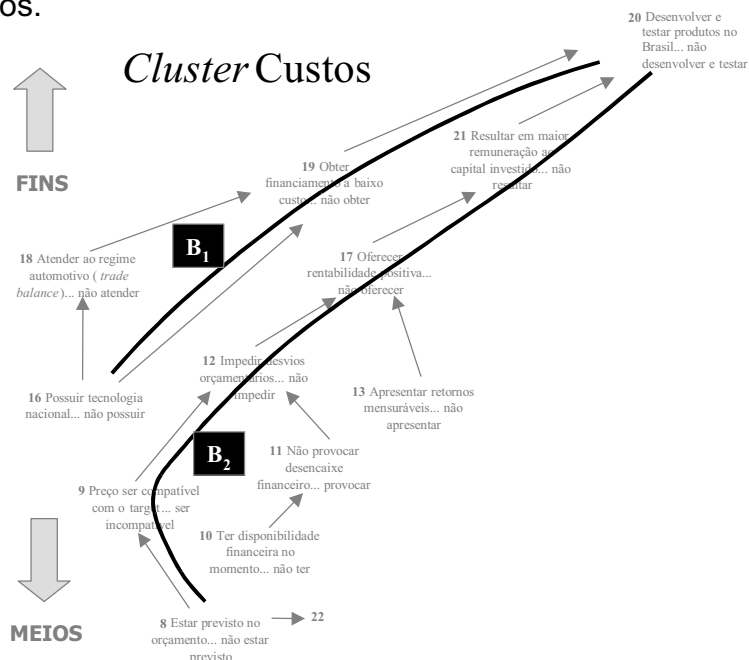 os.
20 Desenvolver e
testar produtos no
Brasil... não
desenvolver e testar
Cluster Custos
21 Resultar em maior
remuneração ao
capital investido... não
resultar
19 Obter
financiamento a baixo
custo... não obter
FINS
B1
18 Atender ao regime
automotivo ( trade
balance)... não atender
17 Oferecer
rentabilidade positiva...
não oferecer
12 Impedir desvios
orçamentários... não
impedir
16 Possuir tecnologia
nacional... não possuir
13 Apresentar retornos
mensuráveis... não
apresentar
B2
11 Não provocar
desencaixe
financeiro... provocar
9 Preço ser compatível
com o target... ser
incompatível
10 Ter disponibilidade
financeira no
momento... não ter
MEIOS
8 Estar previsto no
orçamento... não estar
previsto
22